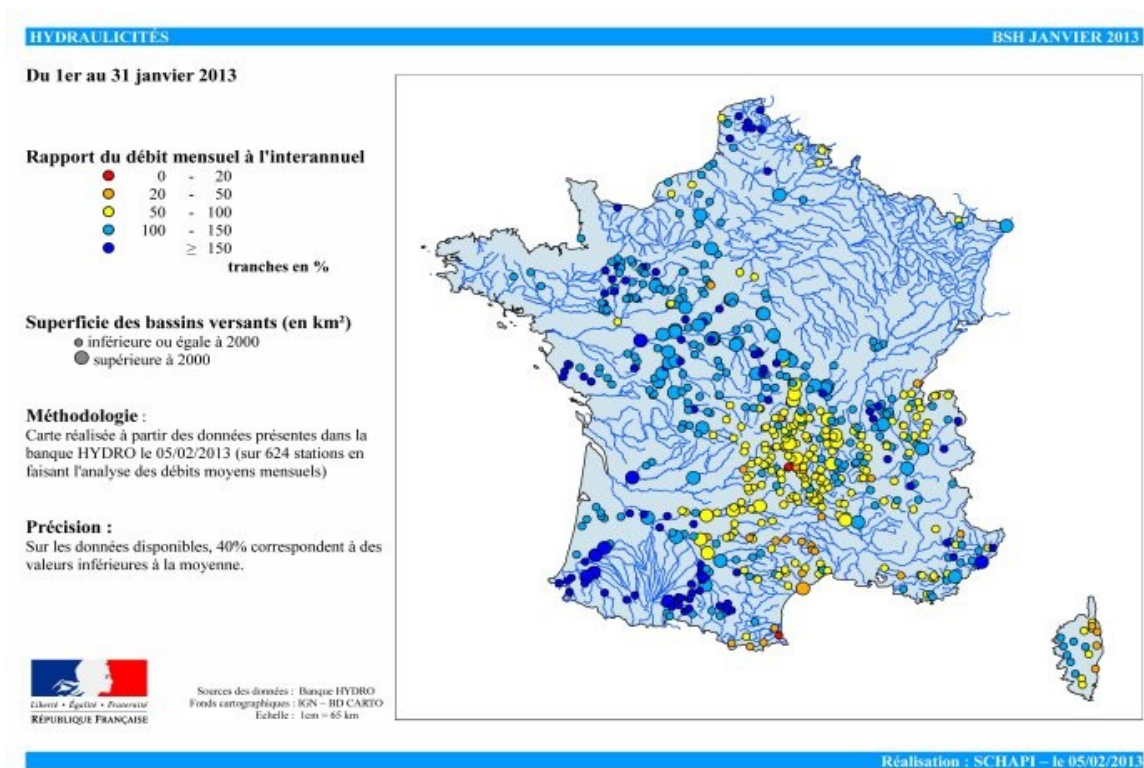 HYDRAULICITÉS
BSH JANVIER 2013
Du 1er au 31 janvier 2013
Rapport du débit mensuel à l'interannuel
0 - 20
20 - 50
50 - 100
100 - 150
≥ 150
tranches en %
Superficie des bassins versants (en km²)
inférieure ou égale à 2000
supérieure à 2000
Méthodologie :
Carte réalisée à partir des données présentes dans la
banque HYDRO le 05/02/2013 (sur 624 stations en
faisant l'analyse des débits moyens mensuels)
Précision :
Sur les données disponibles, 40% correspondent à des
valeurs inférieures à la moyenne.
Liberté • Égalité • Fraternité
RÉPUBLIQUE FRANÇAISE
Sources des données : Banque HYDRO
Fonds cartographiques : IGN – BD CARTO
Echelle : 1cm = 65 km
Réalisation : SCHAPI – le 05/02/2013